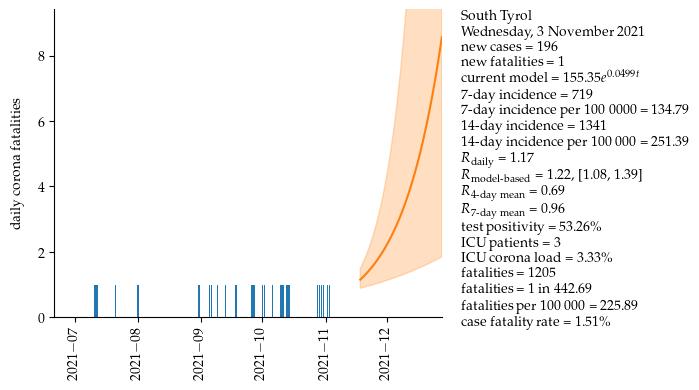 South Tyrol
Wednesday, 3 November 2021
new cases = 196
new fatalities = 1
current model = 155.35e^0.0499t
7-day incidence = 719
7-day incidence per 100 0000 = 134.79
14-day incidence = 1341
14-day incidence per 100 000 = 251.39
R_daily = 1.17
R_model-based = 1.22, [1.08, 1.39]
R_4-day mean = 0.69
R_7-day mean = 0.96
test positivity = 53.26%
ICU patients = 3
ICU corona load = 3.33%
fatalities = 1205
fatalities = 1 in 442.69
fatalities per 100 000 = 225.89
case fatality rate = 1.51%
daily corona fatalities
8
6
4
2
0
2021−07
2021−08
2021−09
2021−10
2021−11
2021−12